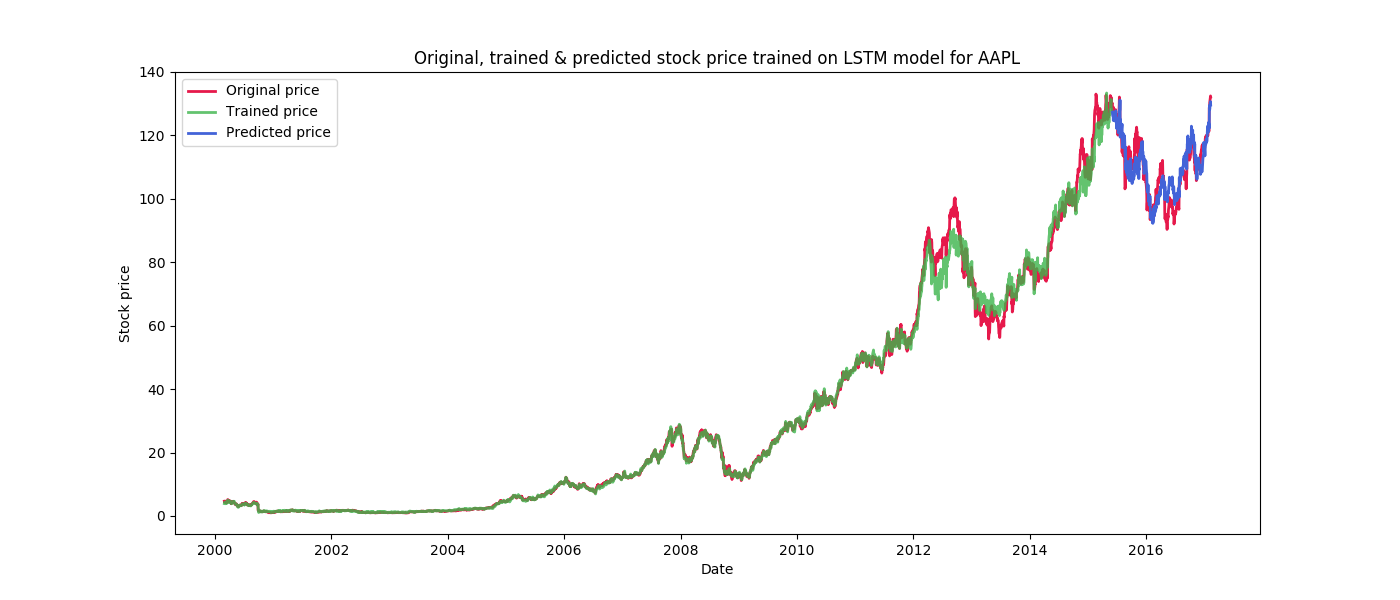 Original, trained & predicted stock price trained on LSTM model for AAPL
140
120
100
80
60
40
20
0
Stock price
Original price
Trained price
Predicted price
2000 2002 2004 2006 2008 2010 2012 2014 2016
Date